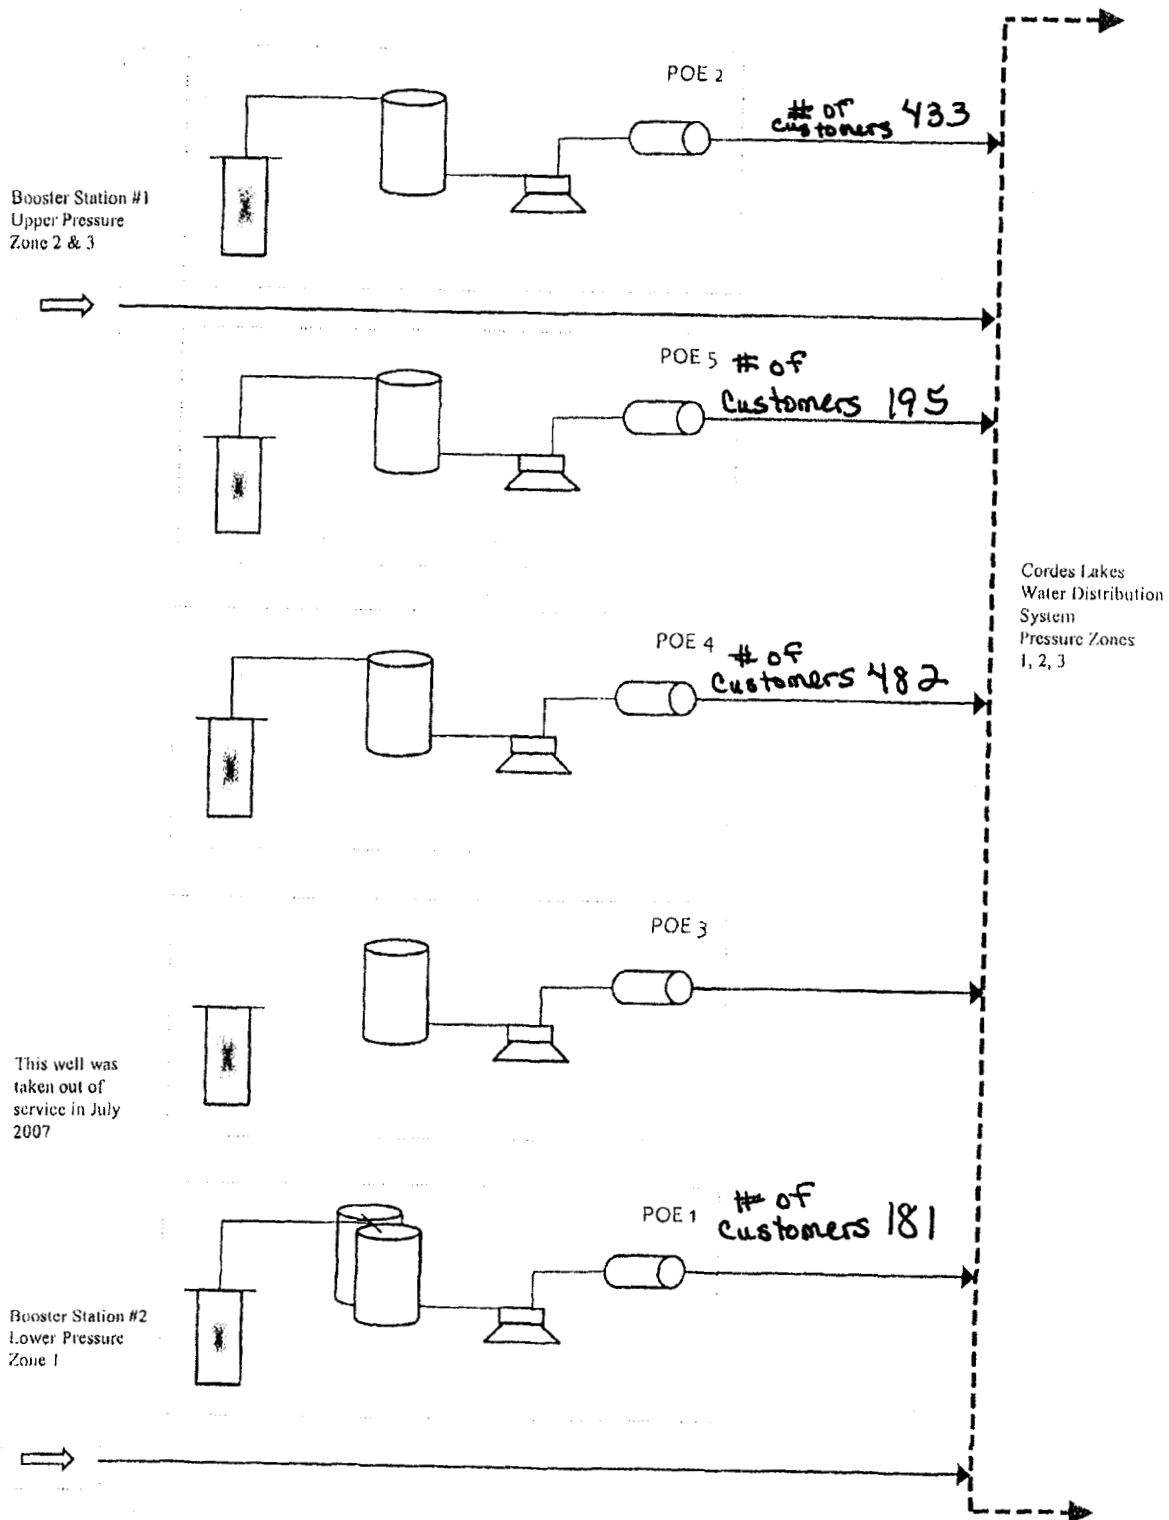 POE 2
# of
customers 433
Booster Station #1
Upper Pressure
Zone 2 & 3
POE 5 # of
Customers 195
Cordes Lakes
Water Distribution
System
Pressure Zones
1, 2, 3
POE 4 # of
Customers 482
POE 3
This well was
taken out of
service in July
2007
POE 1 # of
Customers 181
Booster Station #2
Lower Pressure
Zone 1